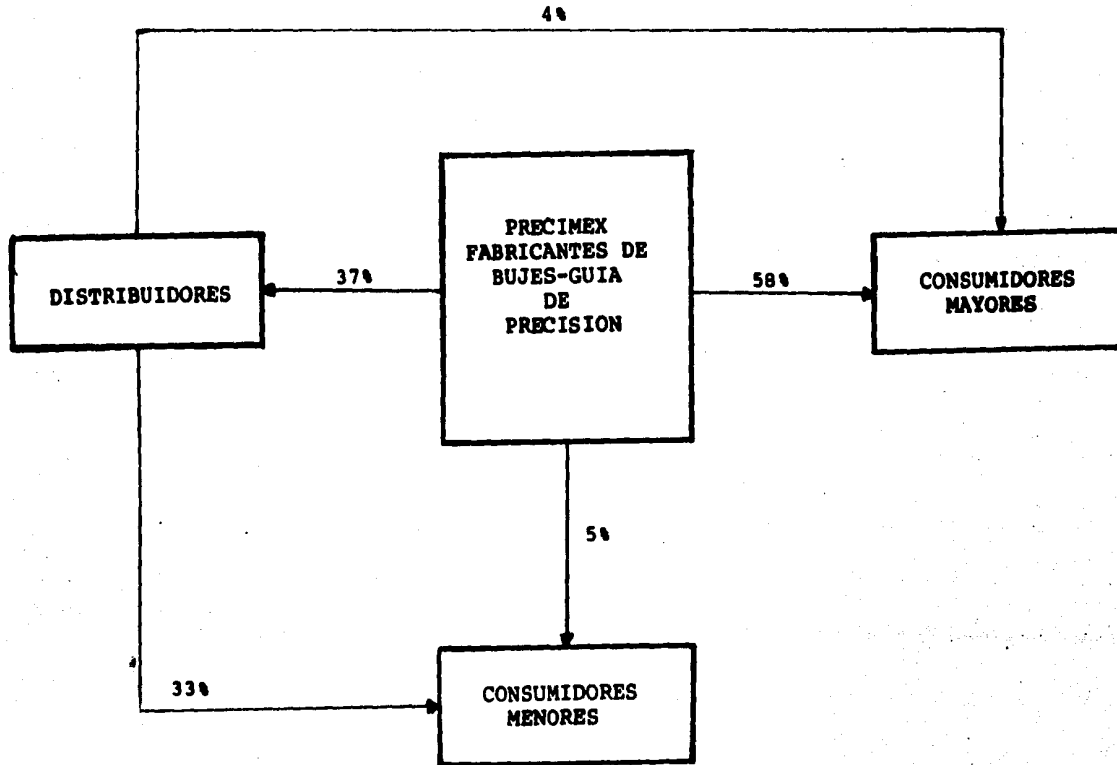 4%
PRECIMEX
FABRICANTES DE
BUJES-GUIA
DE
PRECISION
DISTRIBUIDORES
37%
58%
CONSUMIDORES
MAYORES
5%
33%
CONSUMIDORES
MENORES